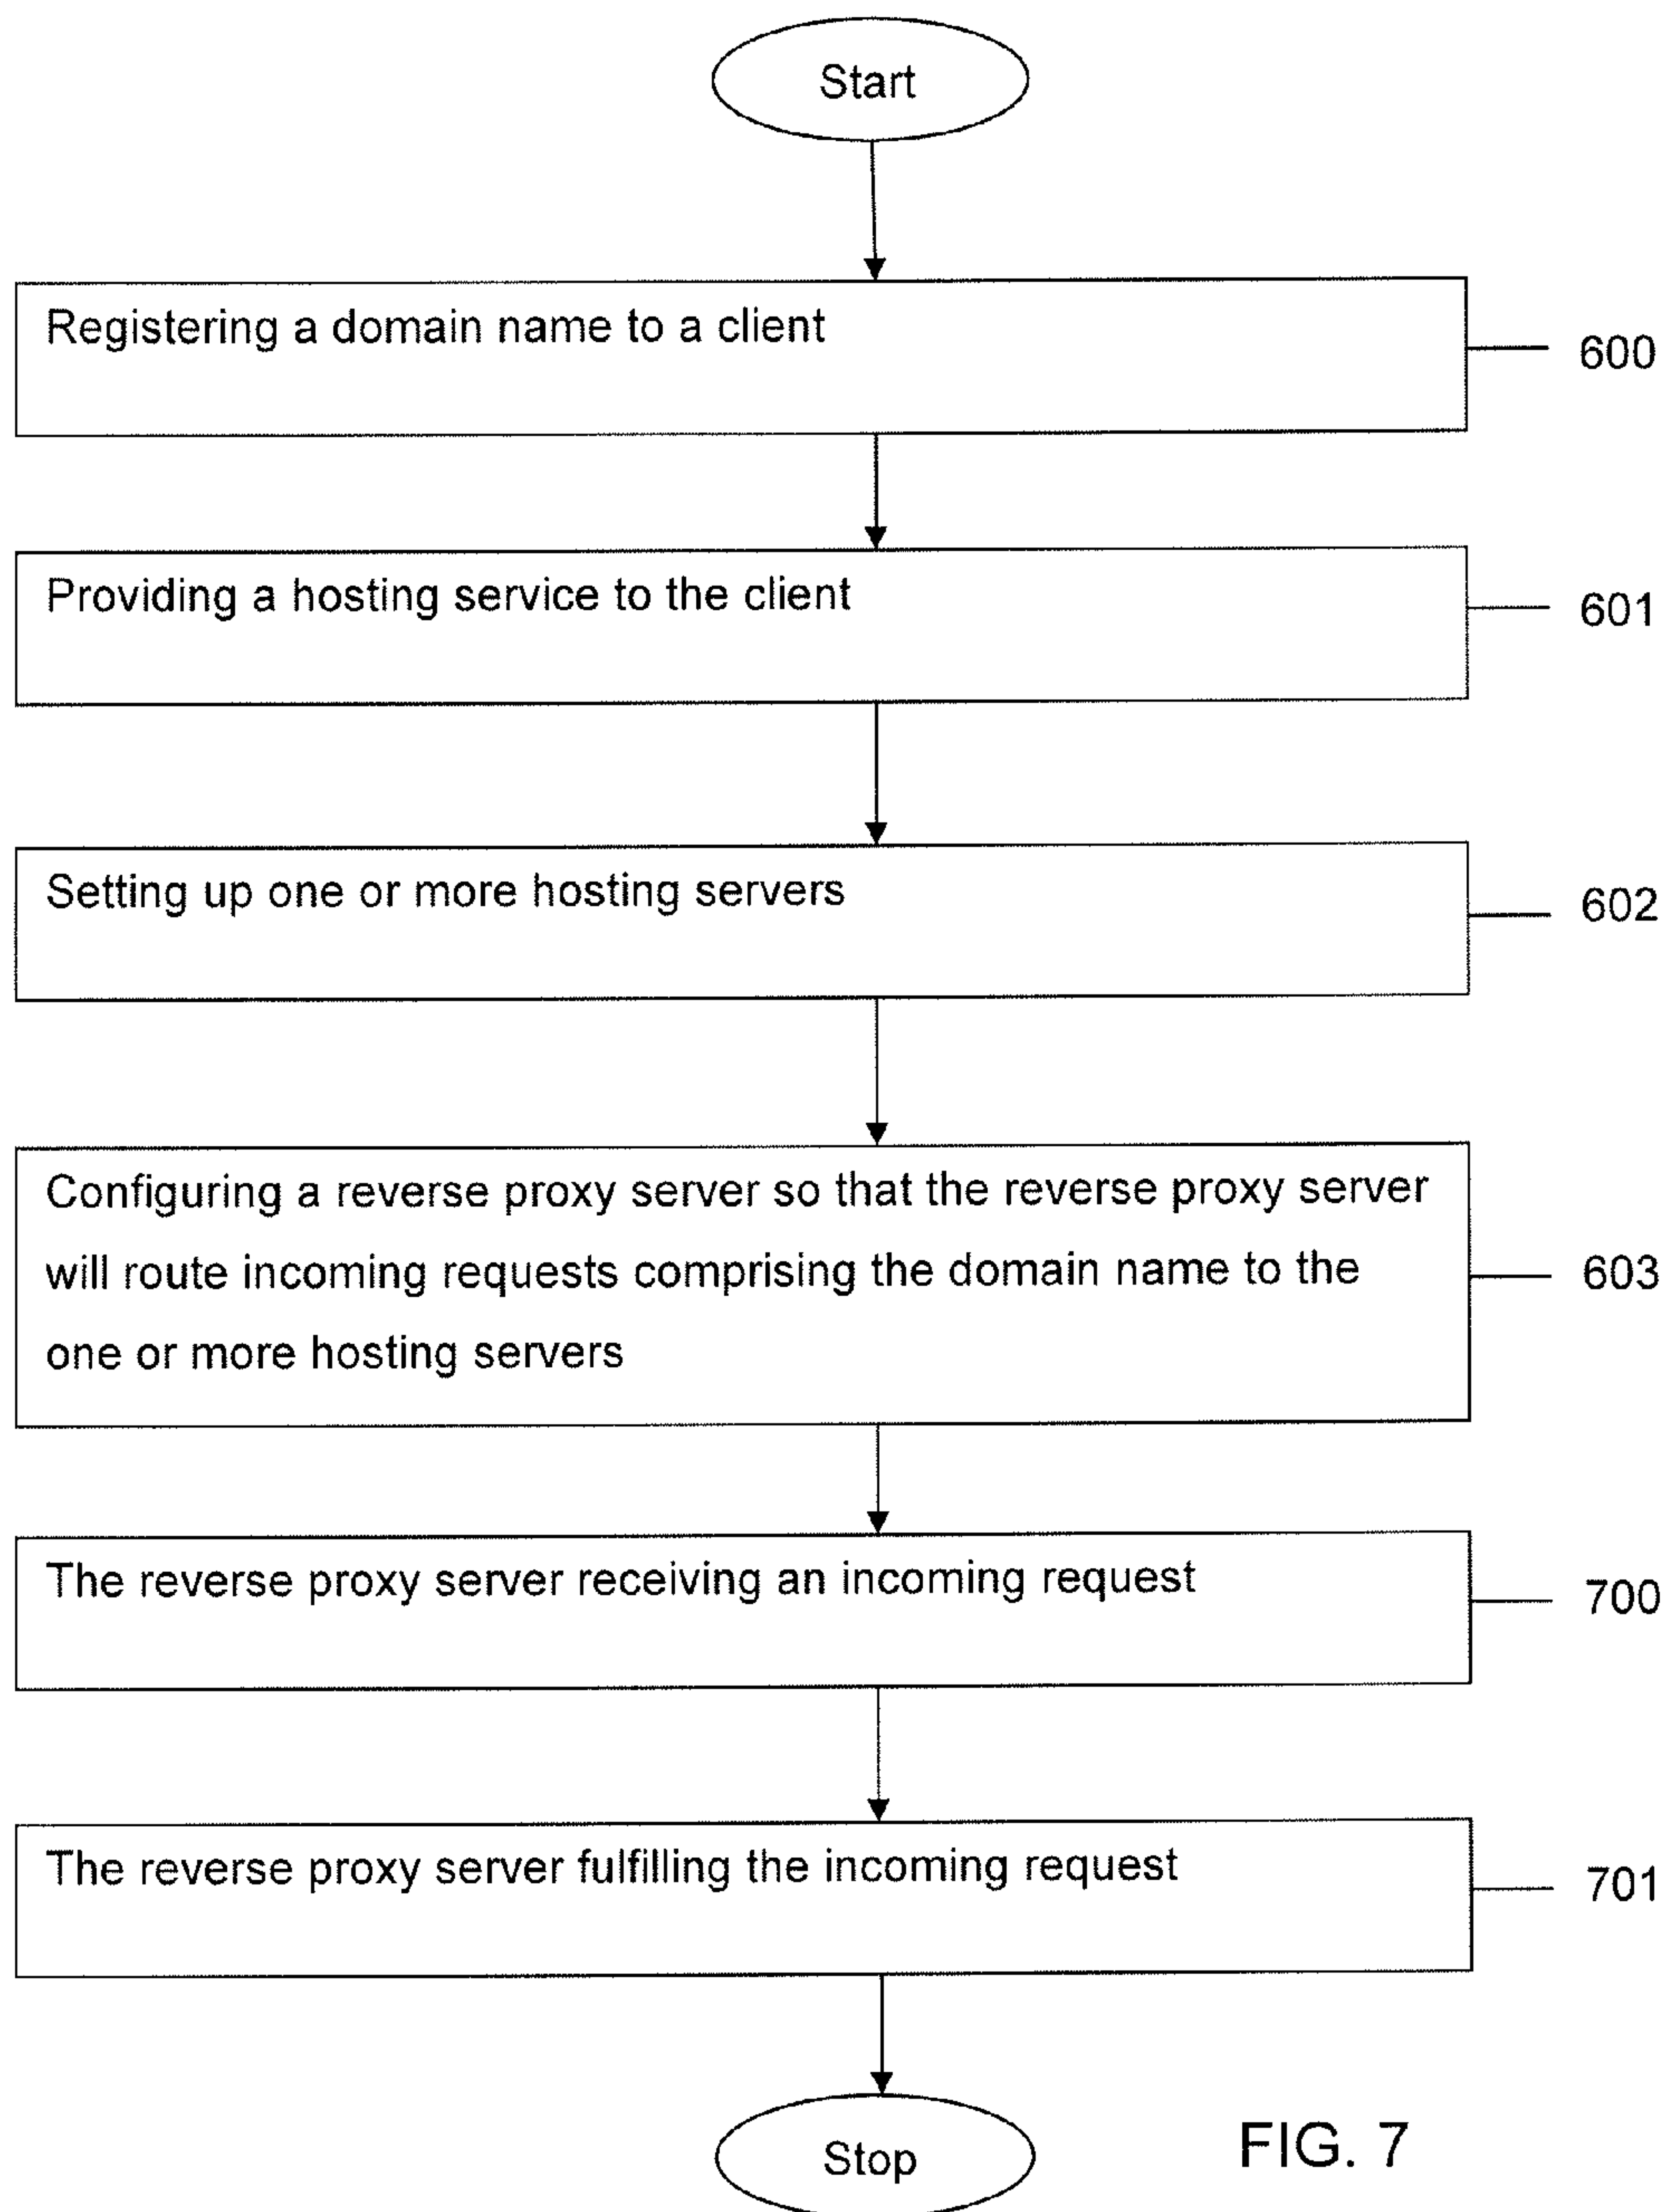 Start
Registering a domain name to a client
600
Providing a hosting service to the client
601
Setting up one or more hosting servers
602
Configuring a reverse proxy server so that the reverse proxy server
will route incoming requests comprising the domain name to the
one or more hosting servers
603
The reverse proxy server receiving an incoming request
700
The reverse proxy server fulfilling the incoming request
701
Stop
FIG. 7